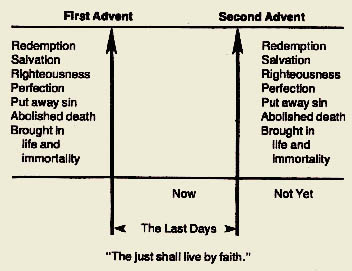 First Advent
Second Advent
Redemption
Salvation
Righteousness
Perfection
Put away sin
Abolished death
Brought in
life and
immortality
Redemption
Salvation
Righteousness
Perfection
Put away sin
Abolished death
Brought in
life and
immortality
Now
Not Yet
The Last Days
"The just shall live by faith."